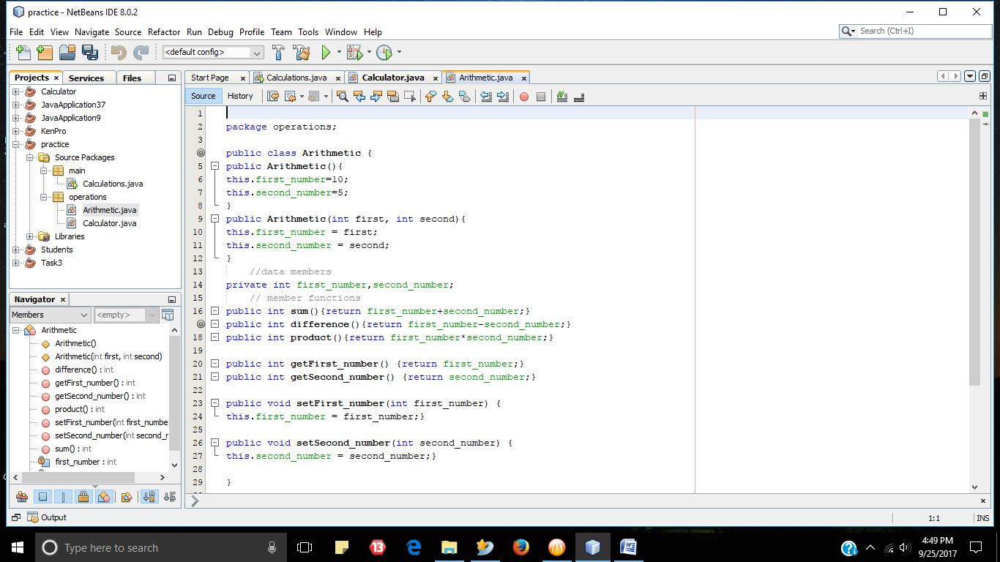 practice - NetBeans IDE 8.0.2
File Edit View Navigate Source Refactor Run Debug Profile Team Tools Window Help
Search (Ctrl+I)
<default config>
Projects Services Files
Calculator
JavaApplication37
JavaApplication9
KenPro
practice
Source Packages
main
Calculations.java
operations
Arithmetic.java
Calculator.java
Libraries
Students
Task3
Navigator
Members <empty>
Arithmetic
Arithmetic()
Arithmetic(int first, int second)
difference() : int
getFirst_number() : int
getSecond_number() : int
product() : int
setFirst_number(int first_numbe
setSecond_number(int second_r
sum() : int
first_number : int
Start Page Calculations.java Calculator.java Arithmetic.java
Source History
1
2 package operations;
3
public class Arithmetic {
5 public Arithmetic(){
6 this.first_number=10;
7 this.second_number=5;
8 }
9 public Arithmetic(int first, int second){
10 this.first_number = first;
11 this.second_number = second;
12 }
13 //data members
14 private int first_number,second_number;
15 // member functions
16 public int sum(){return first_number+second_number;}
public int difference(){return first_number-second_number;}
18 public int product(){return first_number*second_number;}
19
20 public int getFirst_number() {return first_number;}
21 public int getSecond_number() {return second_number;}
22
23 public void setFirst_number(int first_number) {
24 this.first_number = first_number;}
25
26 public void setSecond_number(int second_number) {
27 this.second_number = second_number;}
28
29 }
Output
1:1 INS
Type here to search
13
4:49 PM
9/25/2017